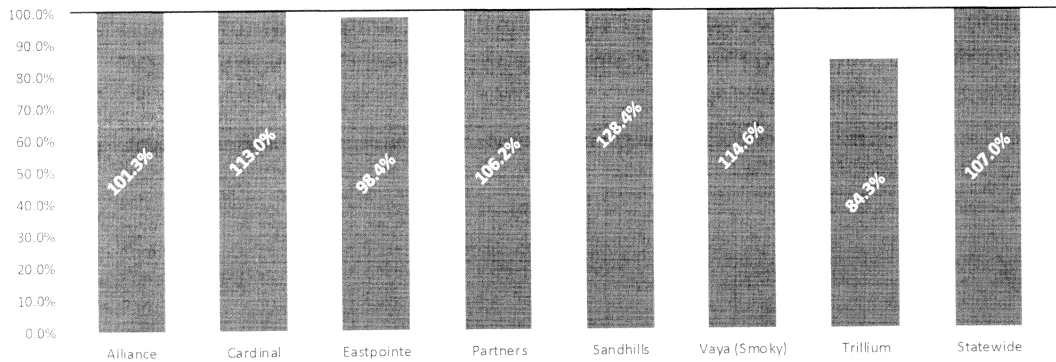 100.0%
90.0%
80.0%
70.0%
60.0%
50.0%
40.0%
30.0%
20.0%
10.0%
0.0%
101.3%
113.0%
98.4%
106.2%
128.4%
114.6%
84.3%
107.0%
Alliance
Cardinal
Eastpointe
Partners
Sandhills
Vaya (Smoky)
Trillium
Statewide